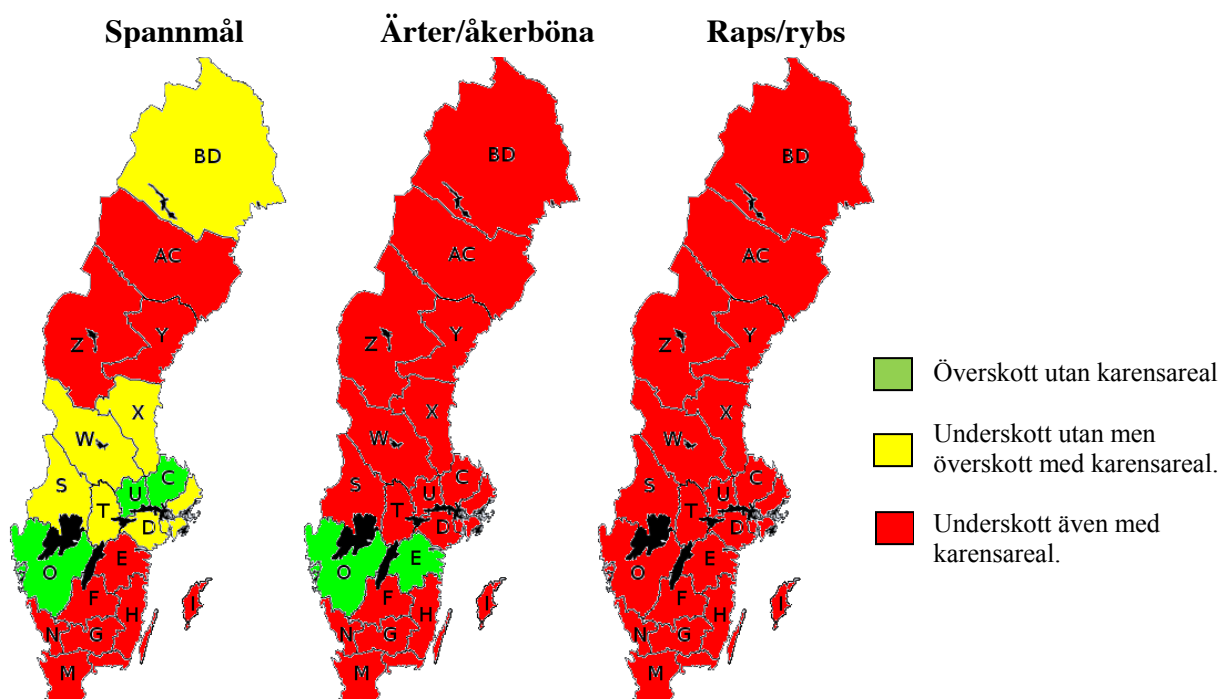 Spannmål
Ärter/åkerböna
Raps/rybs
BD
AC
Z
Y
X
W
S
C
U
T
D
O
E
F
I
H
N
G
M
BD
AC
Z
Y
X
W
S
C
U
T
D
O
E
F
I
H
N
G
M
BD
AC
Z
Y
X
W
S
C
U
T
D
O
E
F
I
H
N
G
M
Överskott utan karensareal
Underskott utan men
överskott med karensareal.
Underskott även med
karensareal.